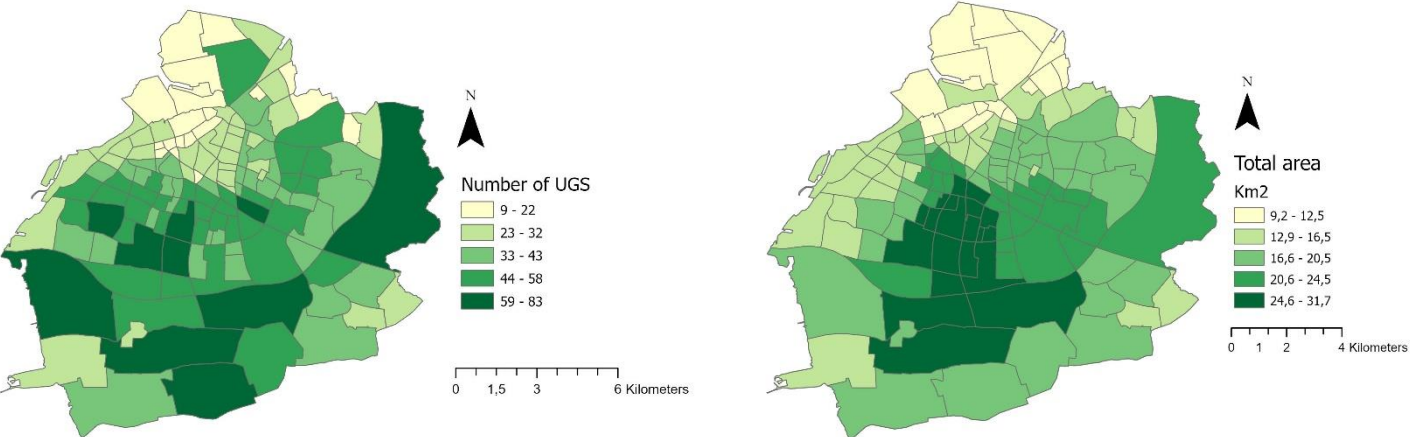 N
Number of UGS
9 - 22
23 - 32
33 - 43
44 - 58
59 - 83
0 1,5 3 6 Kilometers
N
Total area
Km2
9,2 - 12,5
12,9 - 16,5
16,6 - 20,5
20,6 - 24,5
24,6 - 31,7
0 1 2 4 Kilometers